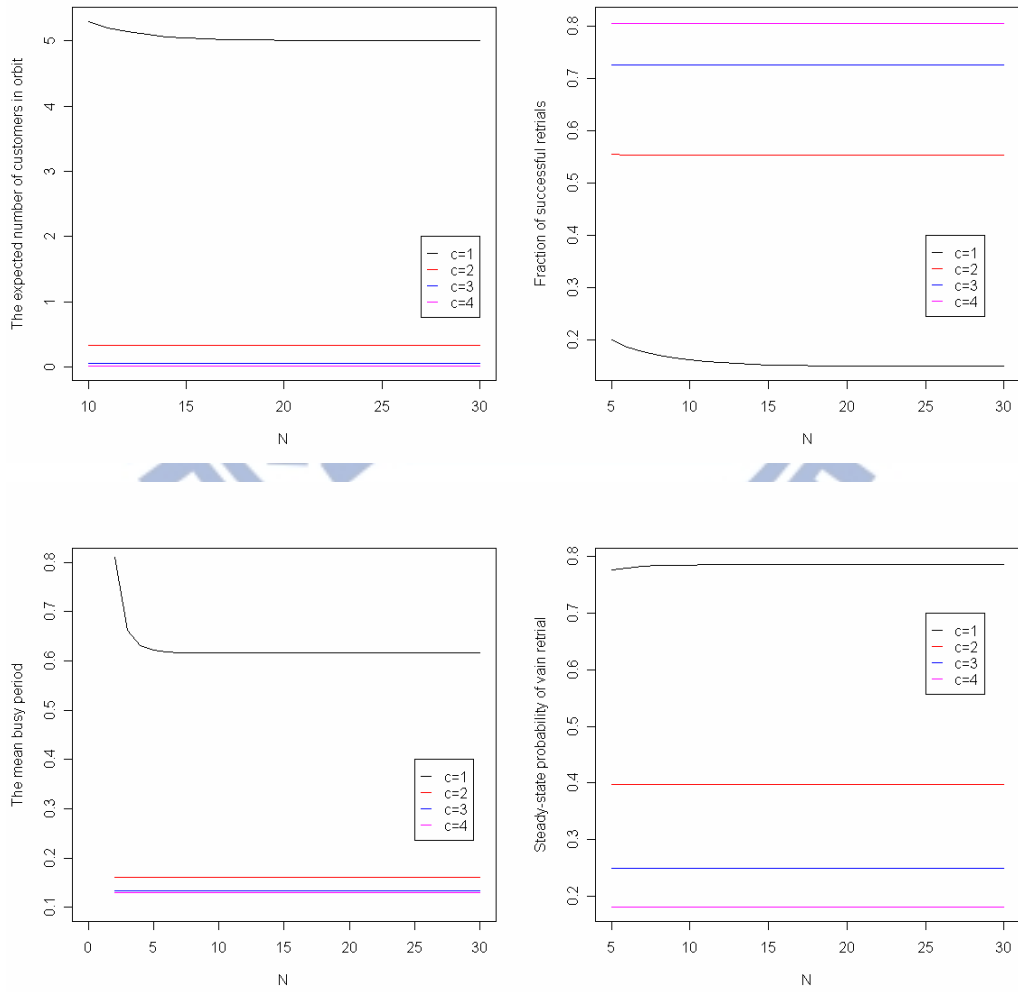 The expected number of customers in orbit
5
4
3
2
1
0
10 15 20 25 30
N
c=1
c=2
c=3
c=4
Fraction of successful retrials
0.8
0.7
0.6
0.5
0.4
0.3
0.2
5 10 15 20 25 30
N
c=1
c=2
c=3
c=4
The mean busy period
0.8
0.7
0.6
0.5
0.4
0.3
0.2
0.1
0 5 10 15 20 25 30
N
c=1
c=2
c=3
c=4
Steady-state probability of vain retrial
0.8
0.7
0.6
0.5
0.4
0.3
0.2
5 10 15 20 25 30
N
c=1
c=2
c=3
c=4